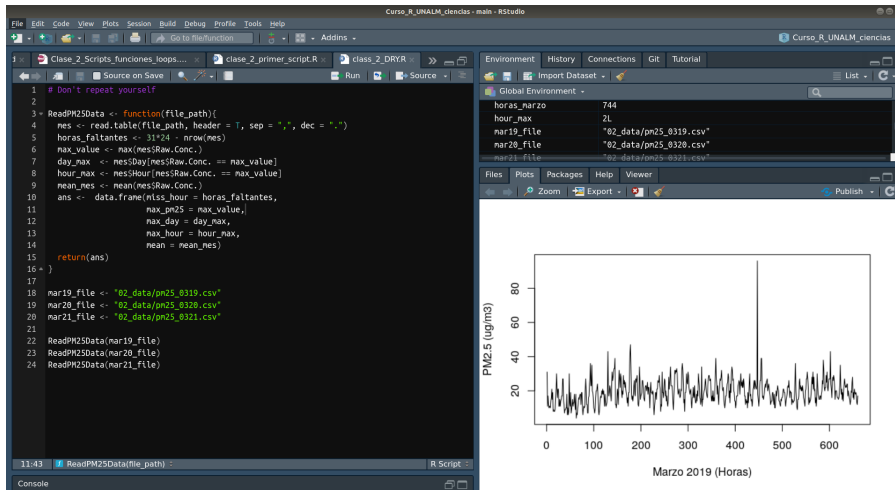 Curso_R_UNALM_ciencias - main - RStudio
File Edit Code View Plots Session Build Debug Profile Tools Help
Go to file/function Addins Curso_R_UNALM_ciencias
Clase_2_Scripts_funciones_loops.... clase_2_primer_script.R class_2_DRY.R
Source on Save Run Source
1 # Don't repeat yourself
2
3 ReadPM25Data <- function(file_path){
4 mes <- read.table(file_path, header = T, sep = ",", dec = ".")
5 horas_faltantes <- 31*24 - nrow(mes)
6 max_value <- max(mes$Raw.Conc.)
7 day_max <- mes$Day[mes$Raw.Conc. == max_value]
8 hour_max <- mes$Hour[mes$Raw.Conc. == max_value]
9 mean_mes <- mean(mes$Raw.Conc.)
10 ans <- data.frame(miss_hour = horas_faltantes,
11 max_pm25 = max_value,
12 max_day = day_max,
13 max_hour = hour_max,
14 mean = mean_mes)
15 return(ans)
16 }
17
18 mar19_file <- "02_data/pm25_0319.csv"
19 mar20_file <- "02_data/pm25_0320.csv"
20 mar21_file <- "02_data/pm25_0321.csv"
21
22 ReadPM25Data(mar19_file)
23 ReadPM25Data(mar20_file)
24 ReadPM25Data(mar21_file)
11:43 ReadPM25Data(file_path) R Script
Console
Environment History Connections Git Tutorial
Import Dataset List
Global Environment
horas_marzo 744
hour_max 2L
mar19_file "02_data/pm25_0319.csv"
mar20_file "02_data/pm25_0320.csv"
mar21_file "02_data/pm25_0321.csv"
Files Plots Packages Help Viewer
Zoom Export Publish
PM2.5 (ug/m3)
80
60
40
20
0 100 200 300 400 500 600
Marzo 2019 (Horas)